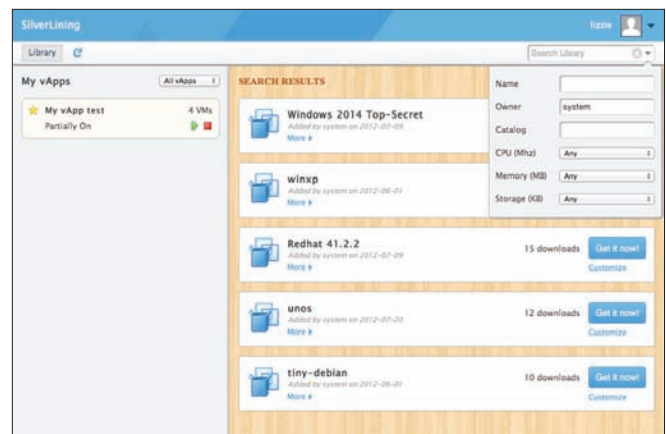 SilverLining
lizzie
Library
Search Library
My vApps
All vApps
My vApp test
4 VMs
Partially On
SEARCH RESULTS
Windows 2014 Top-Secret
Added by system on 2012-07-09
More
winxp
Added by system on 2012-06-01
More
Redhat 41.2.2
Added by system on 2012-07-09
More
15 downloads
Get it now!
Customize
unos
Added by system on 2012-07-20
More
12 downloads
Get it now!
Customize
tiny-debian
Added by system on 2012-06-01
More
10 downloads
Get it now!
Customize
Name
Owner
system
Catalog
CPU (Mhz)
Any
Memory (MB)
Any
Storage (KB)
Any